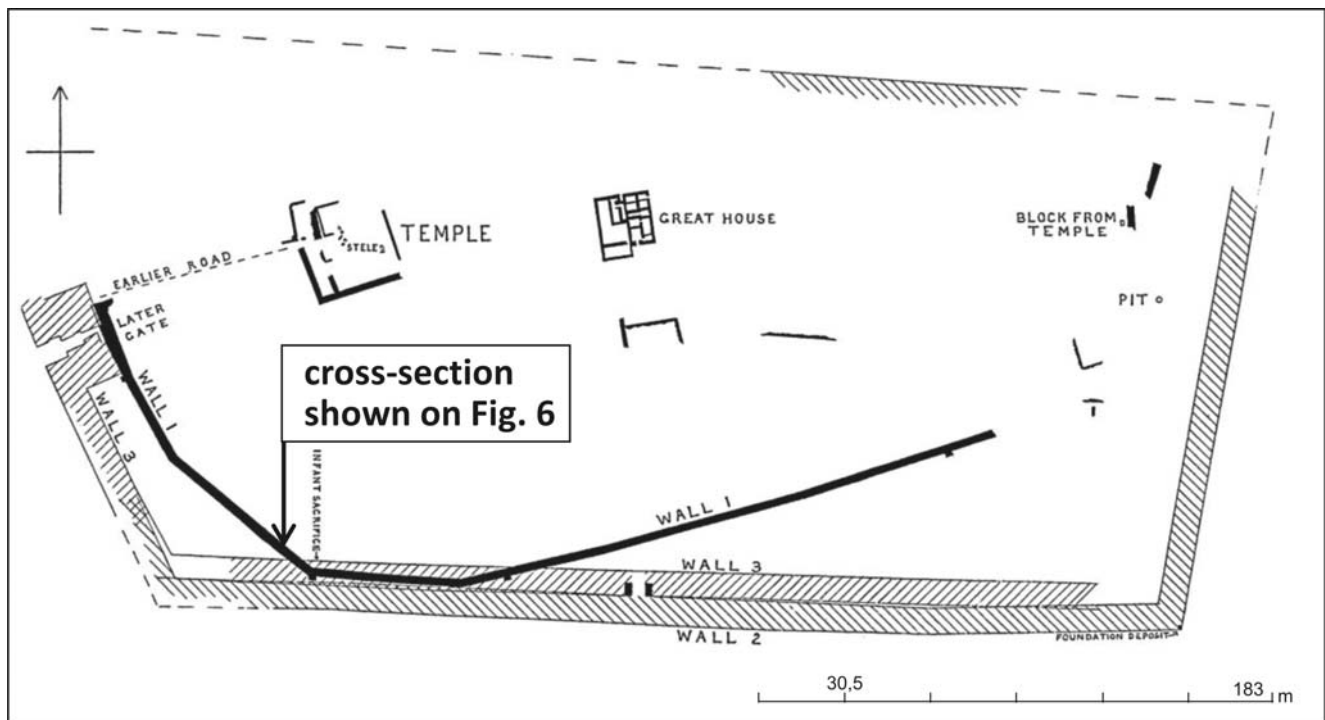 TEMPLE
STELE2
GREAT HOUSE
BLOCK FROM
TEMPLE
EARLIER ROAD
LATER
GATE
PIT
WALL 1
WALL 3
cross-section
shown on Fig. 6
INFANT SACRIFICE
WALL 1
WALL 3
WALL 2
FOUNDATION DEPOSIT
30,5
183 m